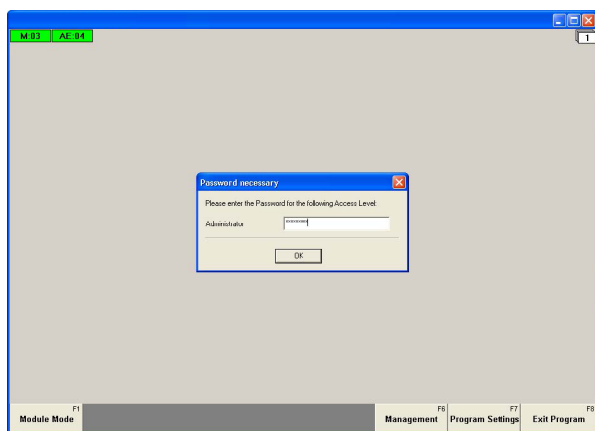 M:03 AE:04
1
Password necessary
Please enter the Password for the following Access Level:
Administrator
OK
F1
Module Mode
F6
Management
F7
Program Settings
F8
Exit Program